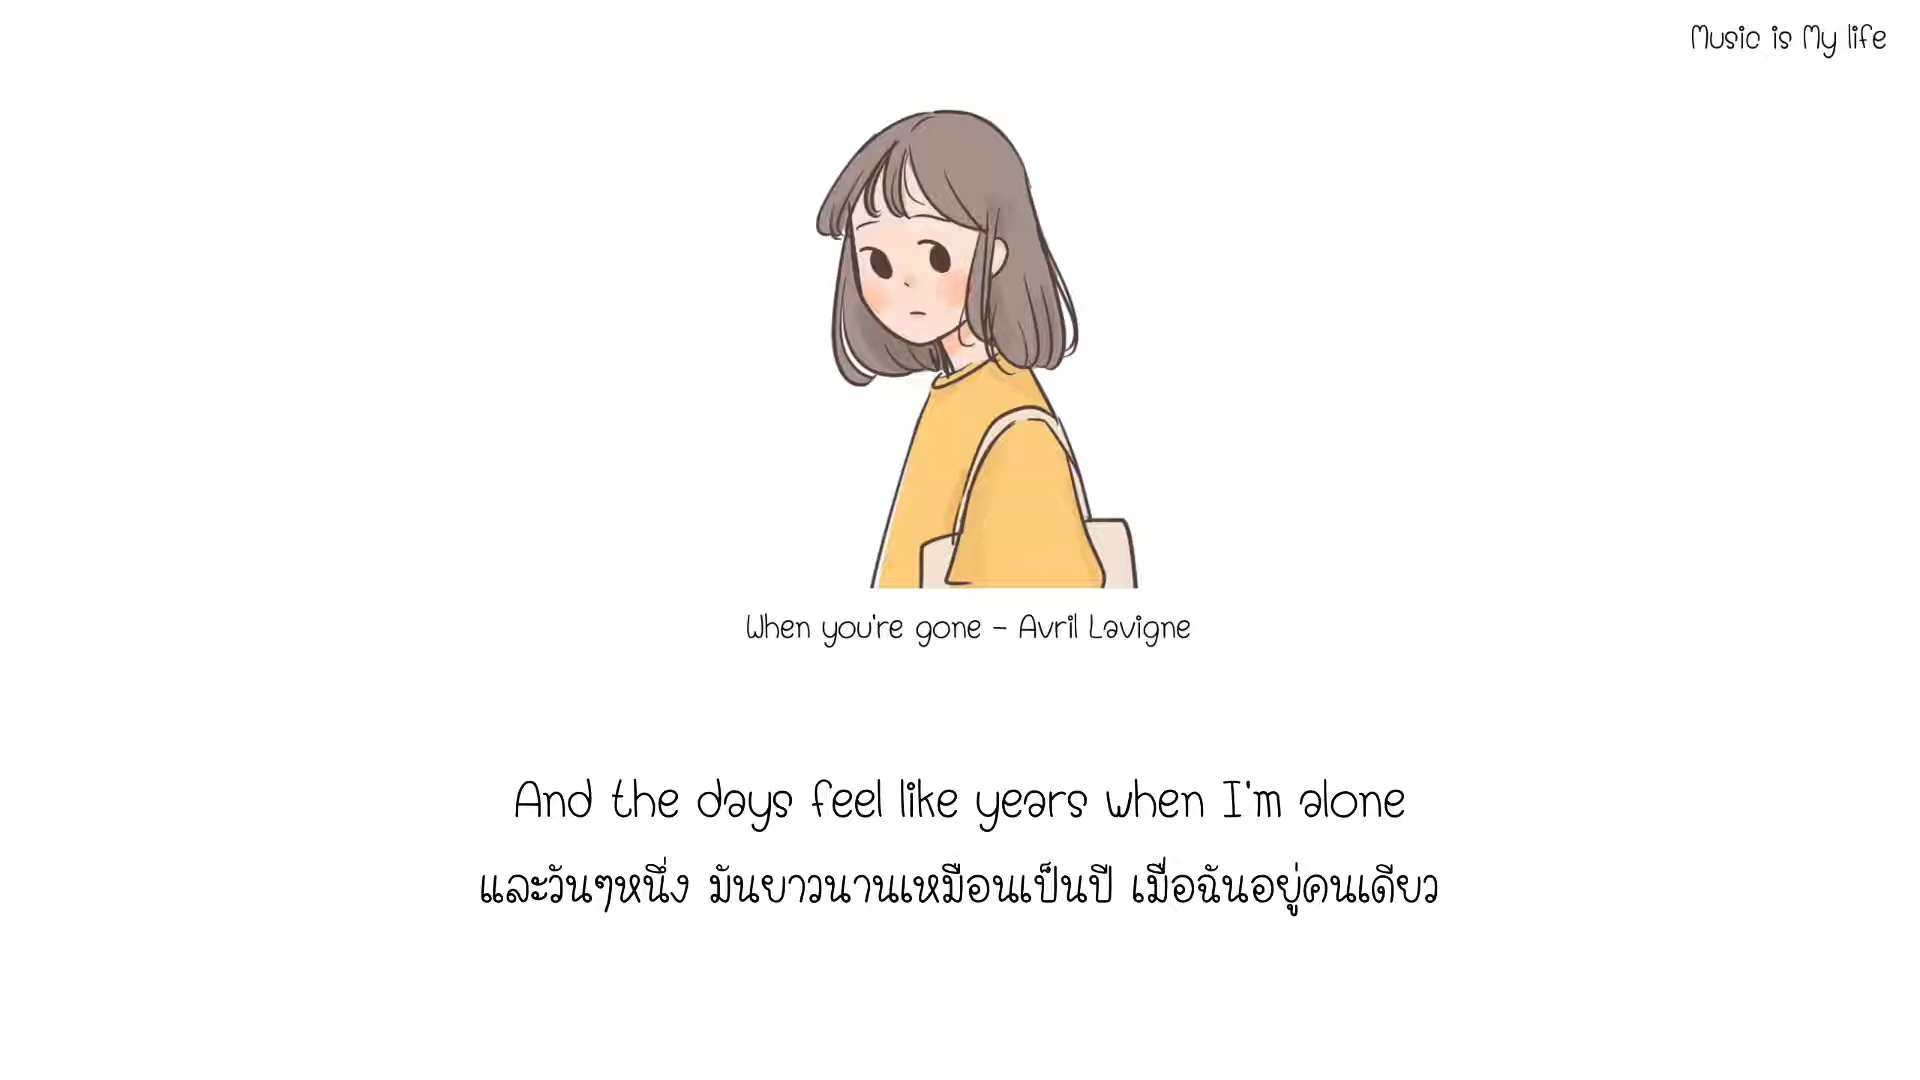 Music is My life
When you're gone - Avril Lavigne
And the days feel like years when I'm alone
และวันๆหนึ่ง มันยาวนานเหมือนเป็นปี เมื่อฉันอยู่คนเดียว